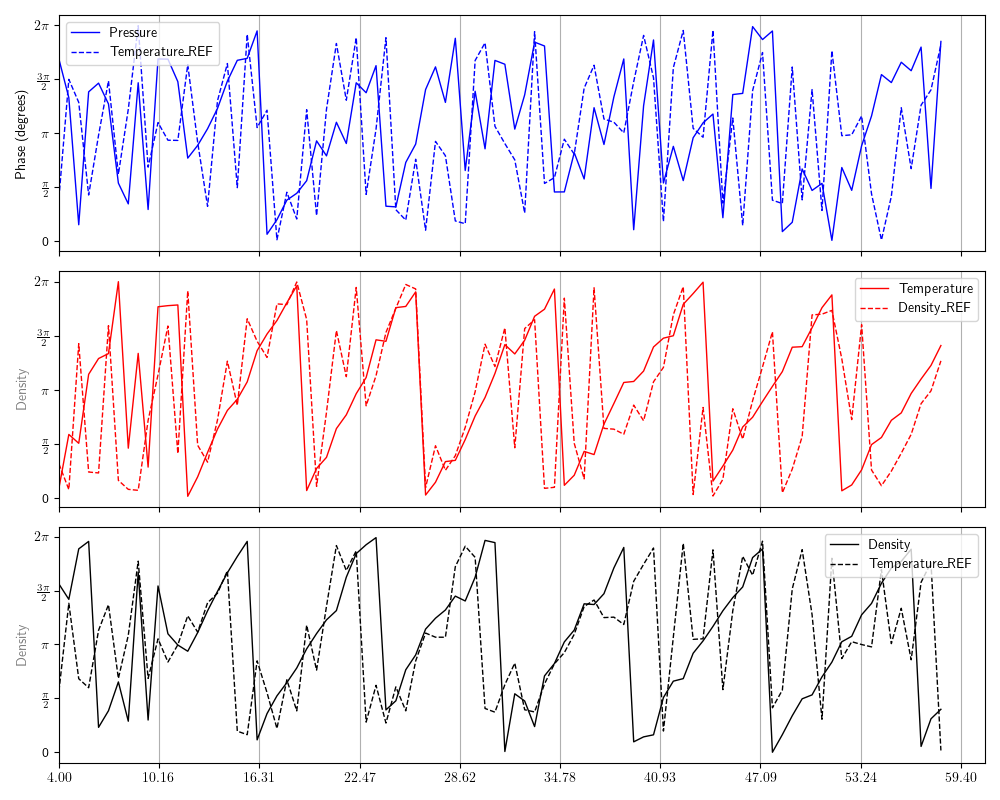 2π
3π/2
π
π/2
0
Phase (degrees)
Pressure
Temperature_REF
2π
3π/2
π
π/2
0
Density
Temperature
Density_REF
2π
3π/2
π
π/2
0
Density
Density
Temperature_REF
4.00 10.16 16.31 22.47 28.62 34.78 40.93 47.09 53.24 59.40